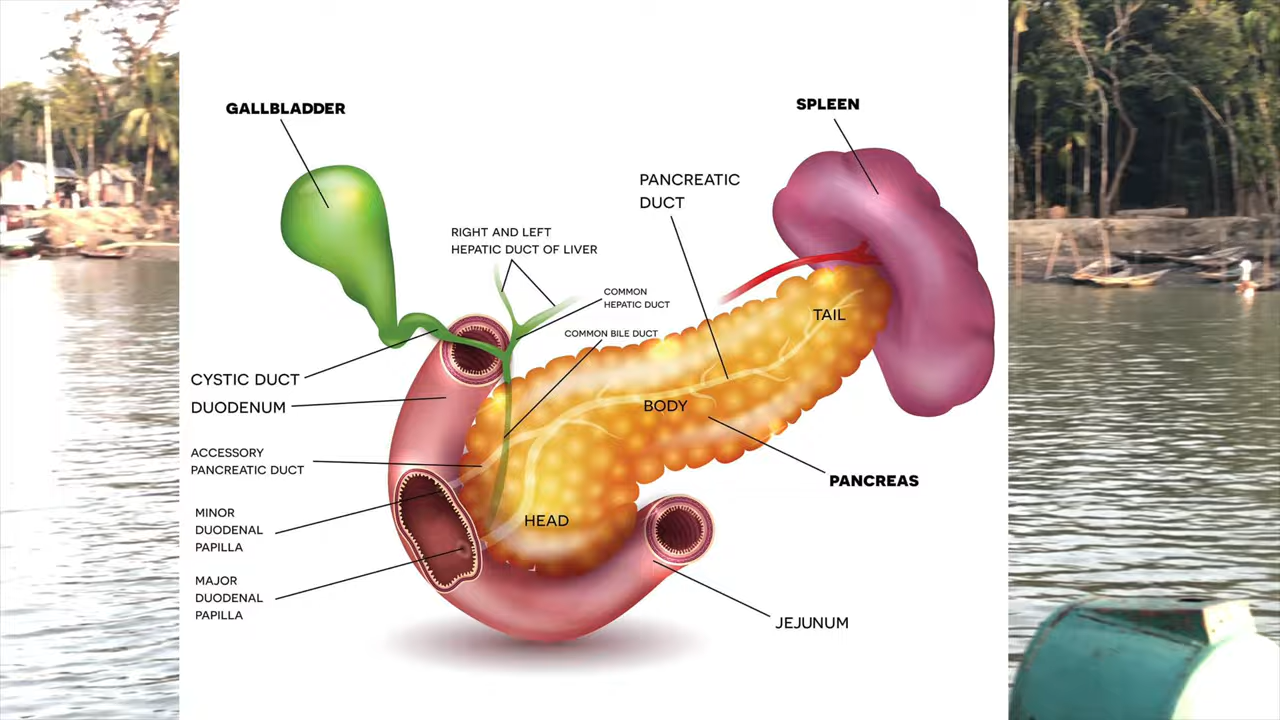 GALLBLADDER
SPLEEN
PANCREATIC
DUCT
RIGHT AND LEFT
HEPATIC DUCT OF LIVER
COMMON
HEPATIC DUCT
COMMON BILE DUCT
TAIL
CYSTIC DUCT
DUODENUM
BODY
ACCESSORY
PANCREATIC DUCT
PANCREAS
MINOR
DUODENAL
PAPILLA
HEAD
MAJOR
DUODENAL
PAPILLA
JEJUNUM